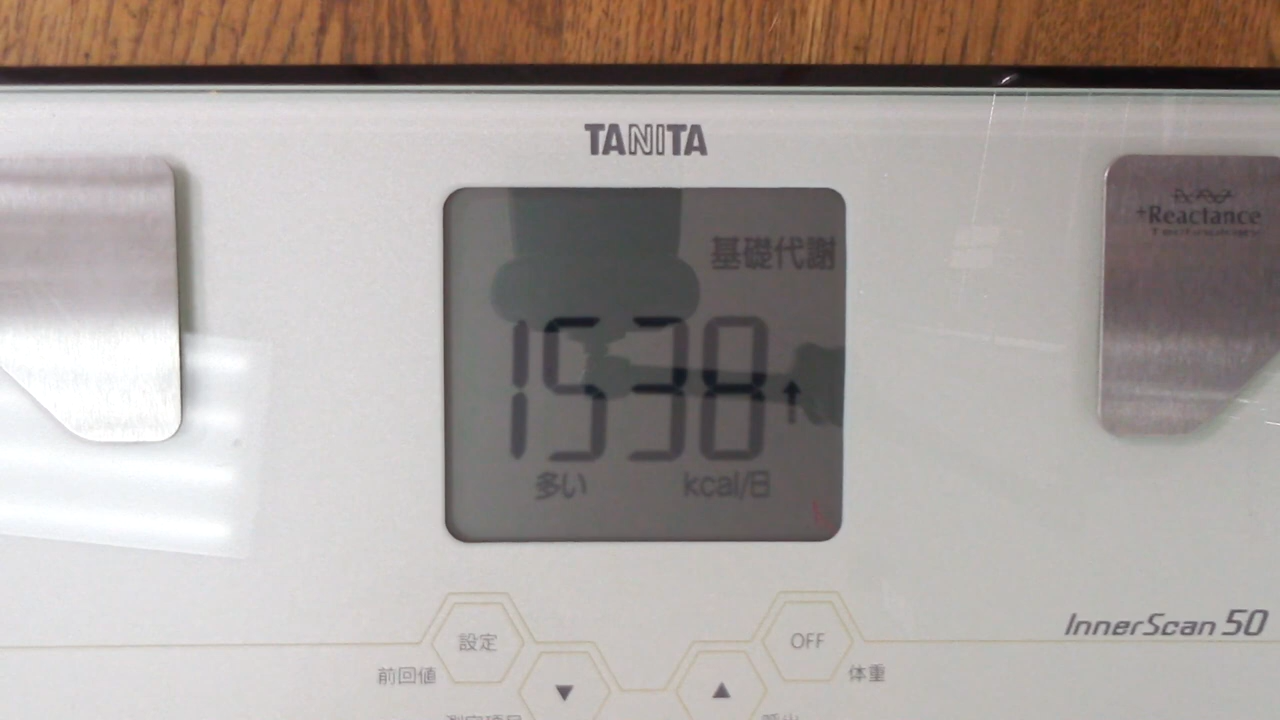 TANITA
+Reactance
基礎代謝
1538↑
多い kcal/日
InnerScan 50
設定
OFF
前回値
体重
▼
▲